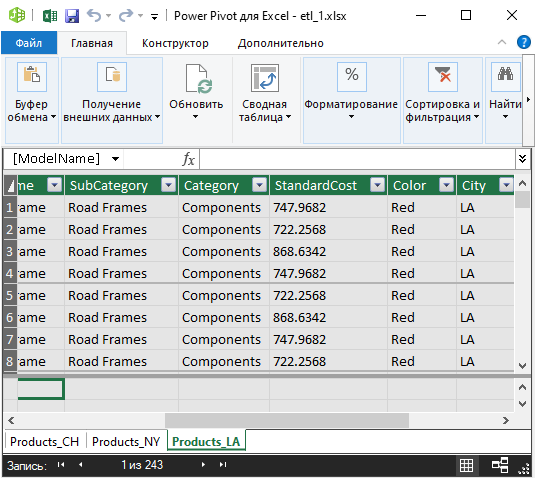 Power Pivot для Excel - etl_1.xlsx
Файл Главная Конструктор Дополнительно
Буфер обмена
Получение внешних данных
Обновить
Сводная таблица
Форматирование
Сортировка и фильтрация
Найти
[ModelName] fx
me SubCategory Category StandardCost Color City
1 rame Road Frames Components 747.9682 Red LA
2 rame Road Frames Components 722.2568 Red LA
3 rame Road Frames Components 868.6342 Red LA
4 rame Road Frames Components 747.9682 Red LA
5 rame Road Frames Components 722.2568 Red LA
6 rame Road Frames Components 868.6342 Red LA
7 rame Road Frames Components 747.9682 Red LA
8 rame Road Frames Components 722.2568 Red LA
Products_CH Products_NY Products_LA
Запись: 1 из 243